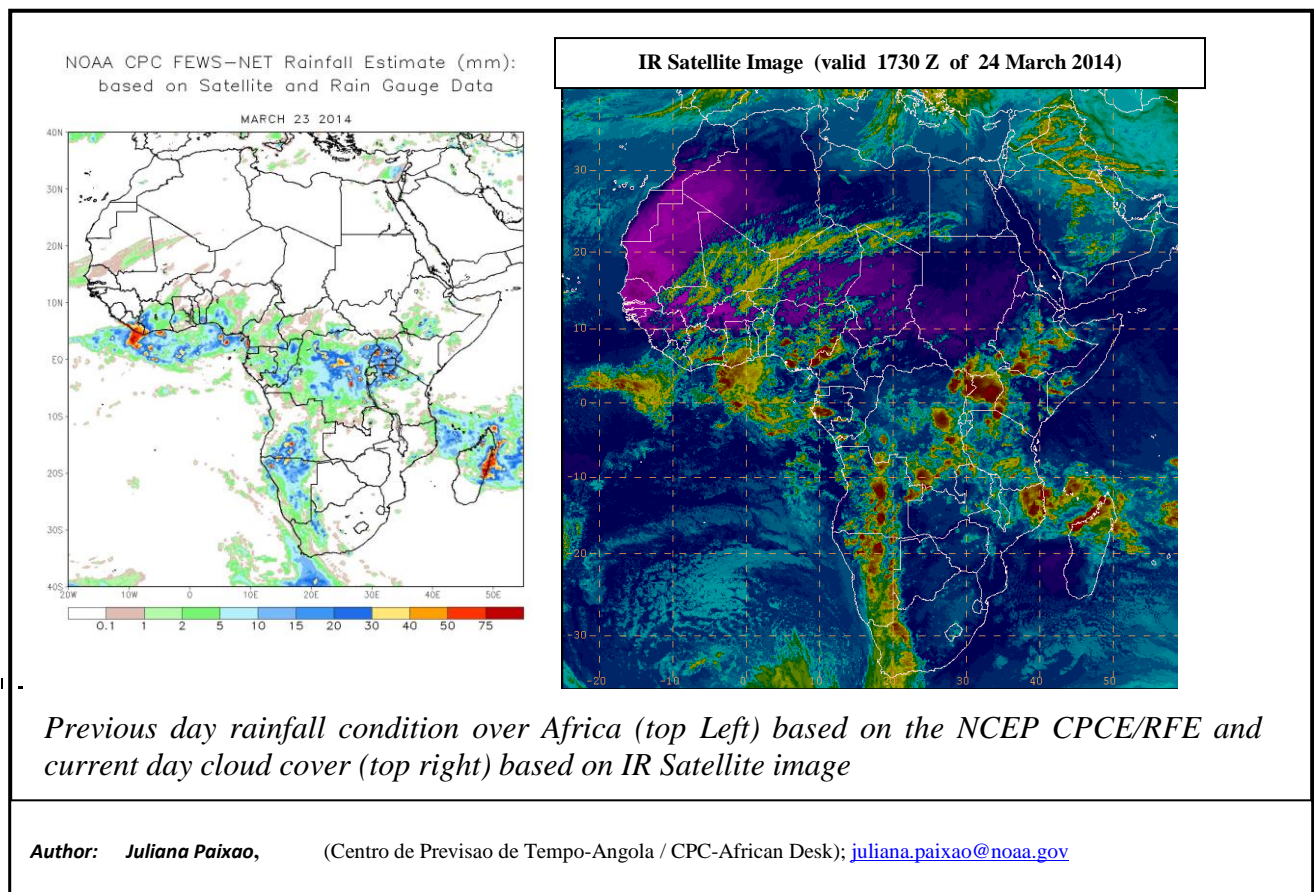 NOAA CPC FEWS-NET Rainfall Estimate (mm):
based on Satellite and Rain Gauge Data
MARCH 23 2014
40N
30N
20N
10N
EQ
10S
20S
30S
40S
20W 10W 0 10E 20E 30E 40E 50E
0.1 1 2 5 10 15 20 30 40 50 75
IR Satellite Image (valid 1730 Z of 24 March 2014)
30
20
10
0
-10
-20
-30
-20 -10 0 10 20 30 40 50
Previous day rainfall condition over Africa (top Left) based on the NCEP CPCE/RFE and
current day cloud cover (top right) based on IR Satellite image
Author: Juliana Paixao, (Centro de Previsao de Tempo-Angola / CPC-African Desk); juliana.paixao@noaa.gov